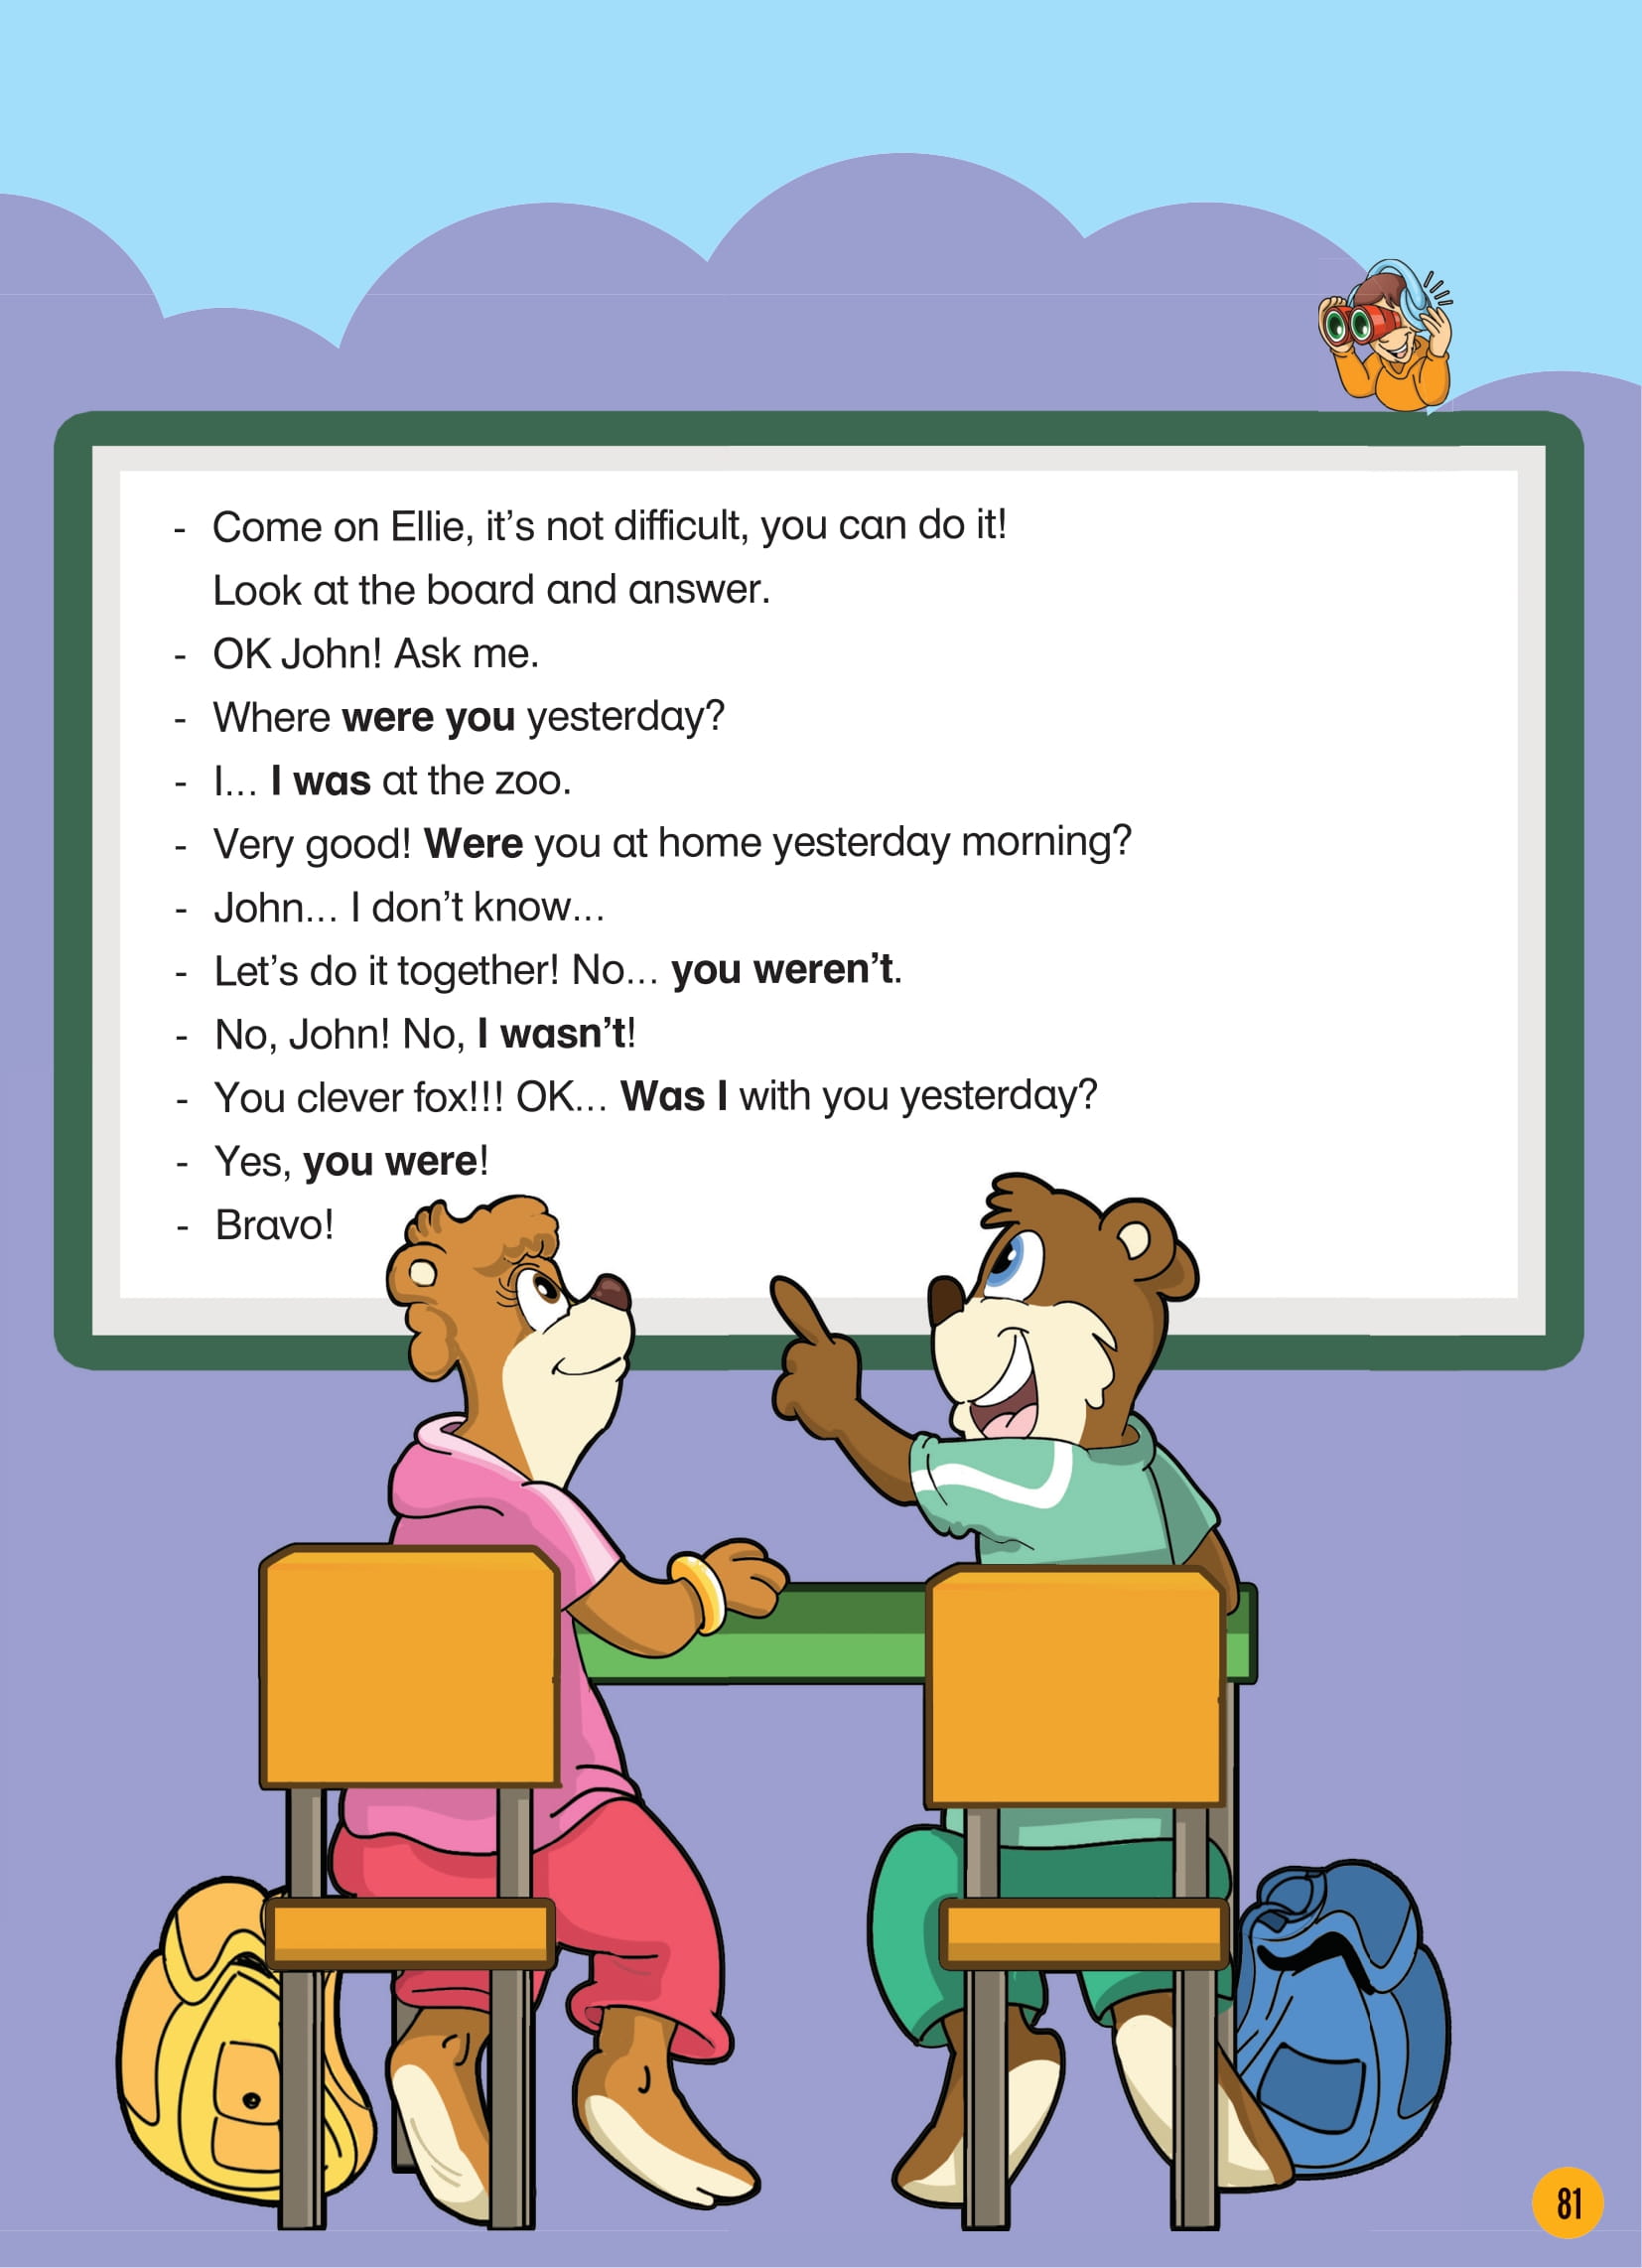 - Come on Ellie, it's not difficult, you can do it!
Look at the board and answer.
- OK John! Ask me.
- Where were you yesterday?
- I... I was at the zoo.
- Very good! Were you at home yesterday morning?
- John... I don't know...
- Let's do it together! No... you weren't.
- No, John! No, I wasn't!
- You clever fox!!! OK... Was I with you yesterday?
- Yes, you were!
- Bravo!
81